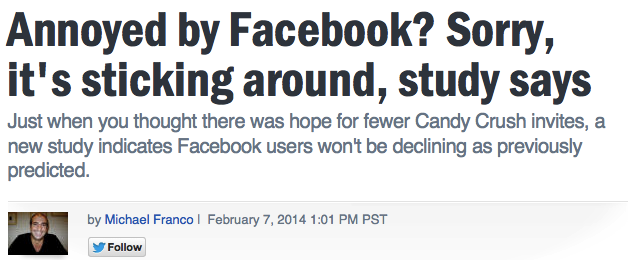 Annoyed by Facebook? Sorry,
it's sticking around, study says
Just when you thought there was hope for fewer Candy Crush invites, a
new study indicates Facebook users won't be declining as previously
predicted.
by Michael Franco | February 7, 2014 1:01 PM PST
Follow